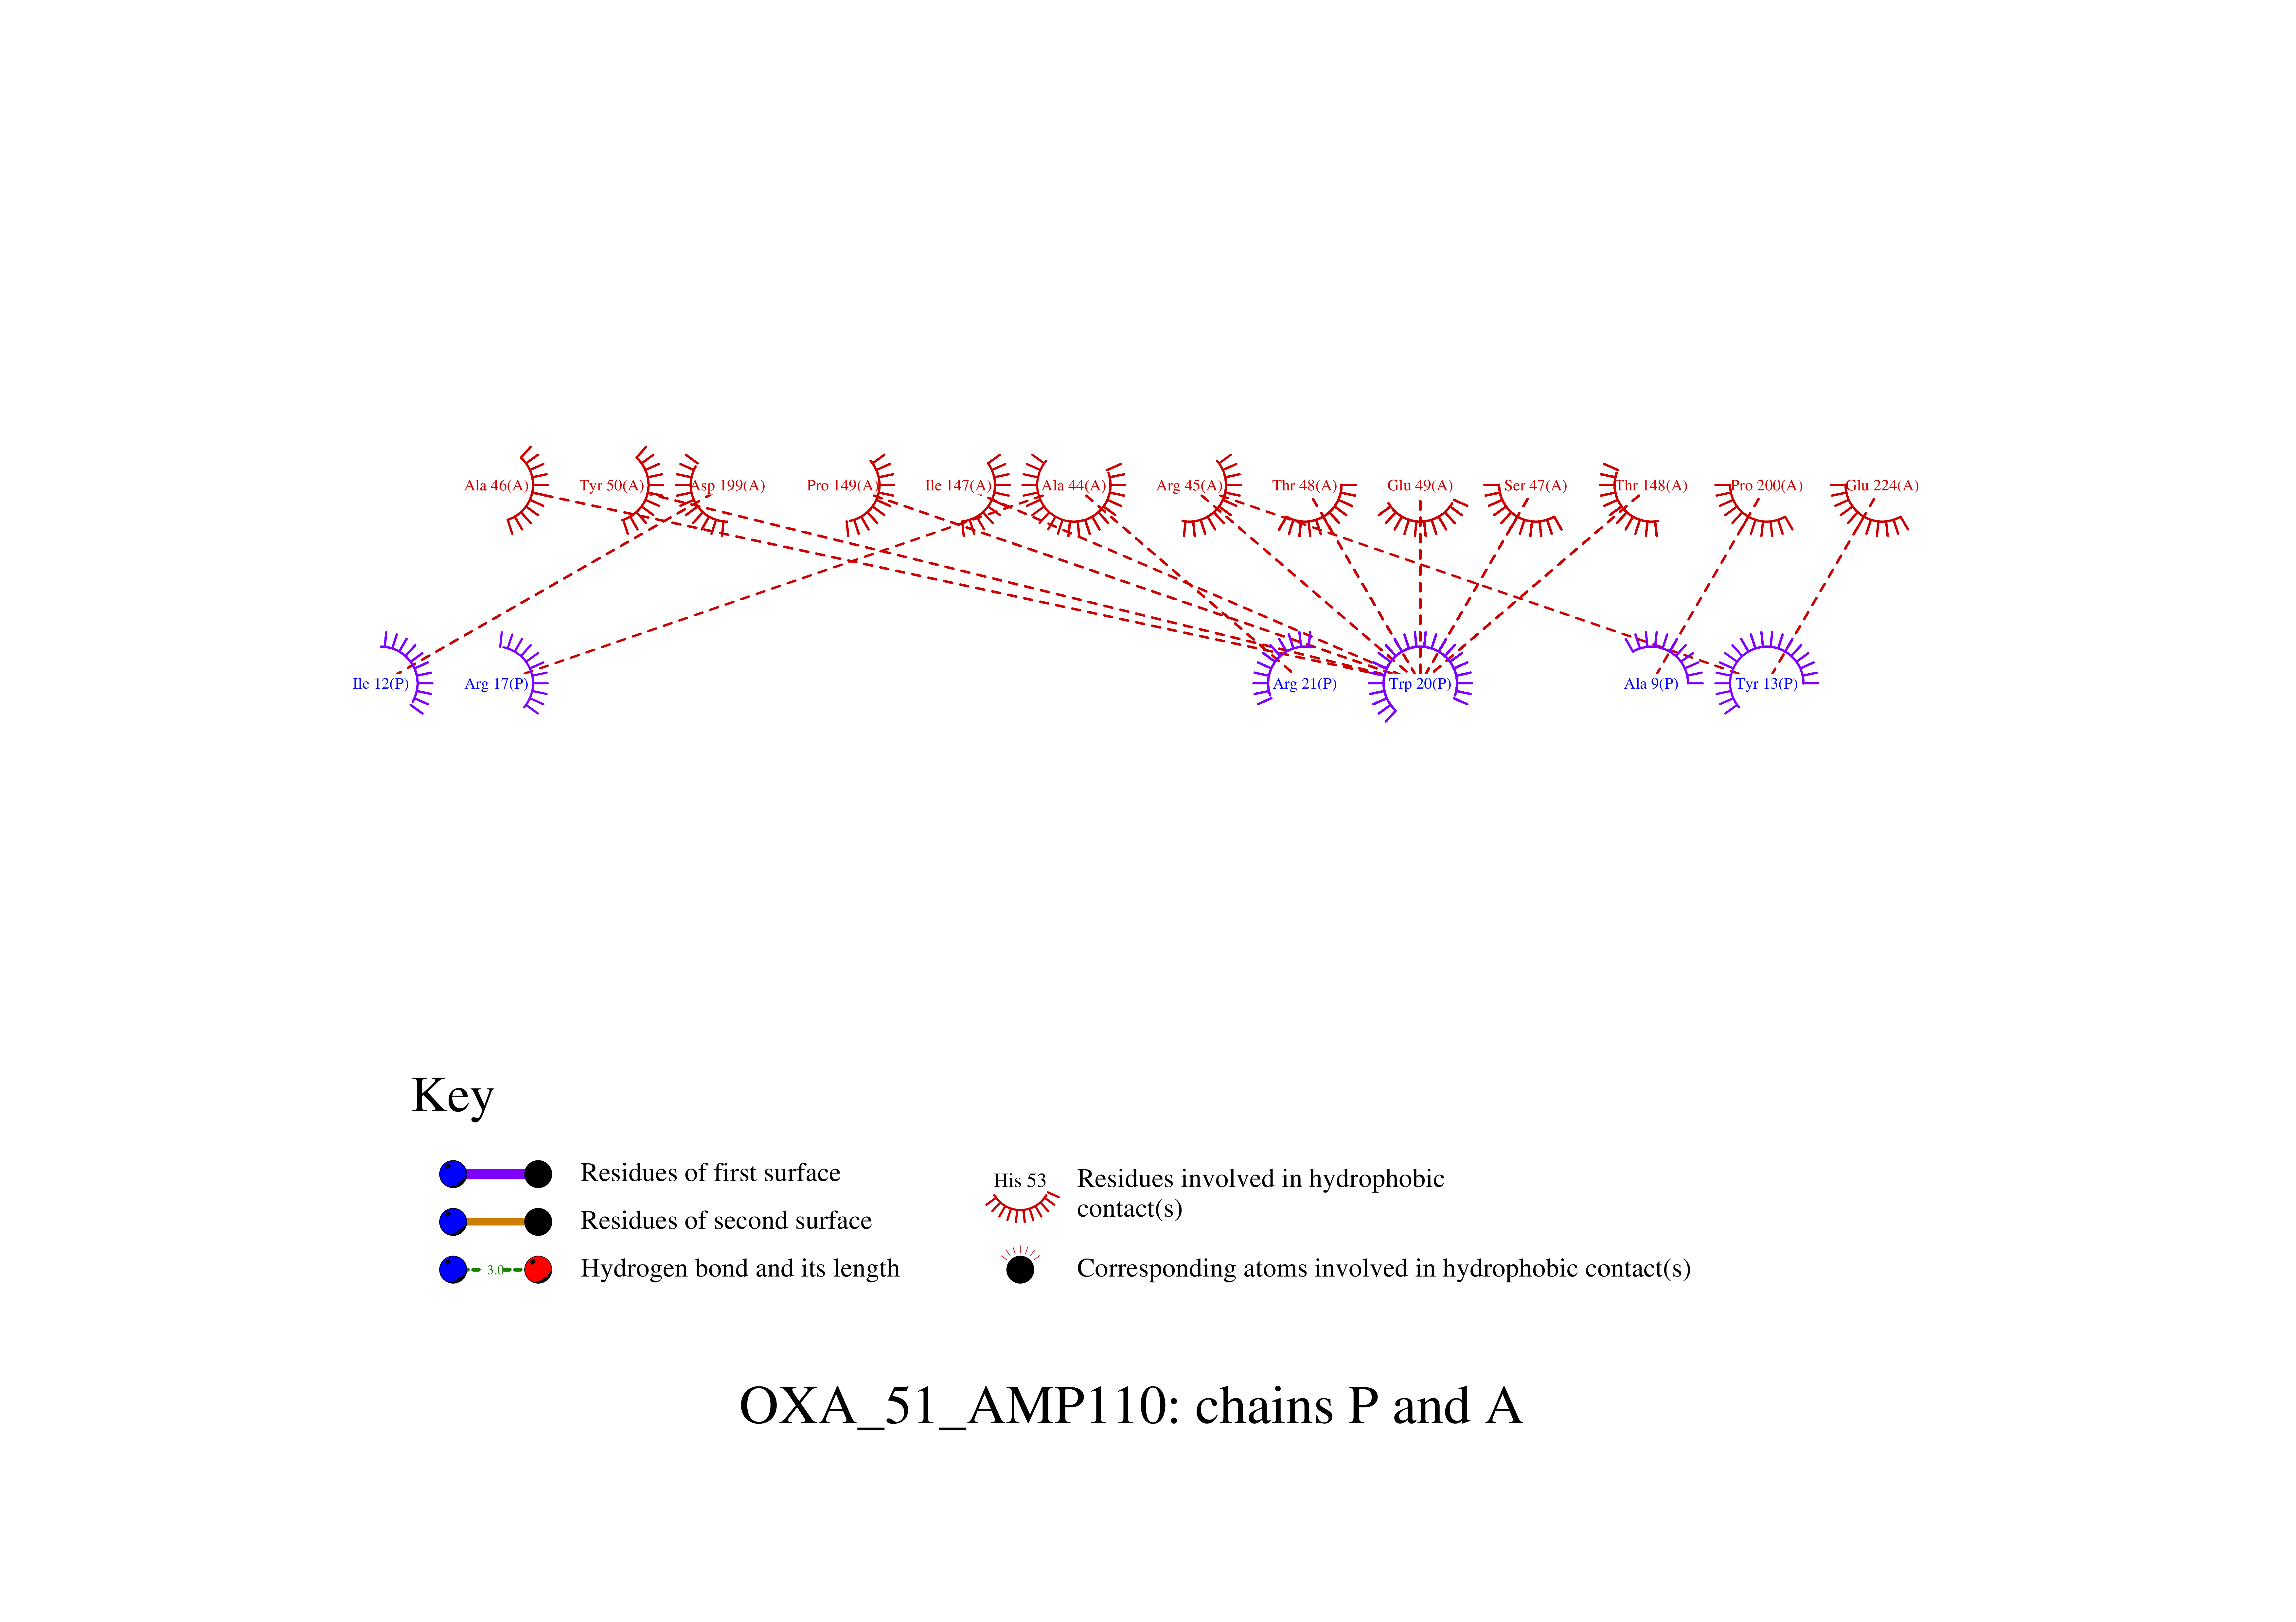 Ala 46(A) Tyr 50(A) Asp 199(A) Pro 149(A) Ile 147(A) Ala 44(A) Arg 45(A) Thr 48(A) Glu 49(A) Ser 47(A) Thr 148(A) Pro 200(A) Glu 224(A)
Ile 12(P) Arg 17(P) Arg 21(P) Trp 20(P) Ala 9(P) Tyr 13(P)
Key
Residues of first surface
Residues of second surface
3.0 Hydrogen bond and its length
His 53 Residues involved in hydrophobic
contact(s)
Corresponding atoms involved in hydrophobic contact(s)
OXA_51_AMP110: chains P and A